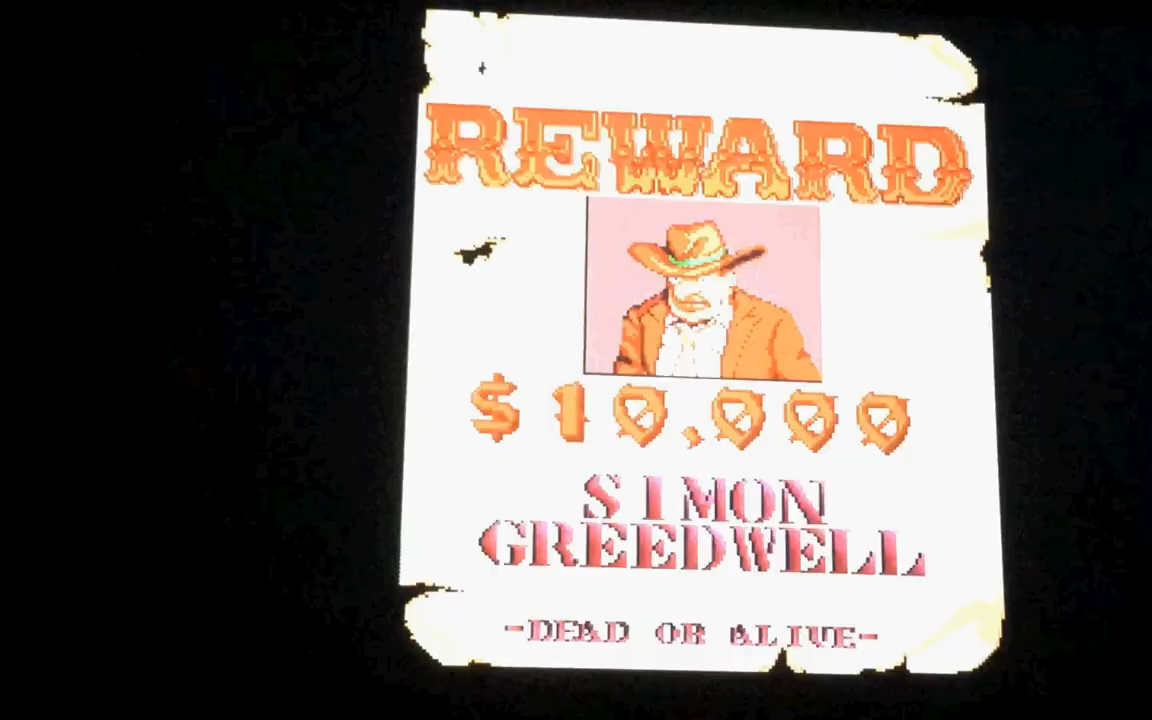 REWARD
$10,000
SIMON
GREEDWELL
-DEAD OR ALIVE-